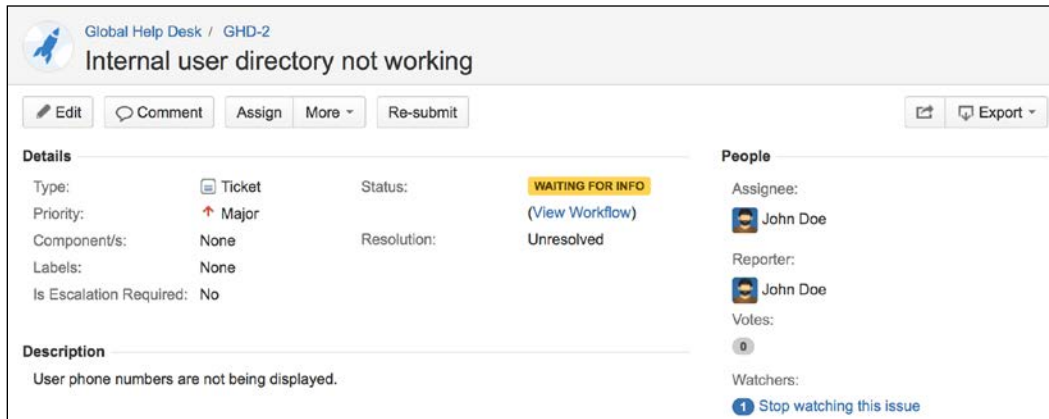 Global Help Desk / GHD-2
Internal user directory not working
Edit Comment Assign More Re-submit Export
Details
Type: Ticket
Priority: Major
Component/s: None
Labels: None
Is Escalation Required: No
Status: WAITING FOR INFO
(View Workflow)
Resolution: Unresolved
Description
User phone numbers are not being displayed.
People
Assignee:
John Doe
Reporter:
John Doe
Votes:
0
Watchers:
1 Stop watching this issue